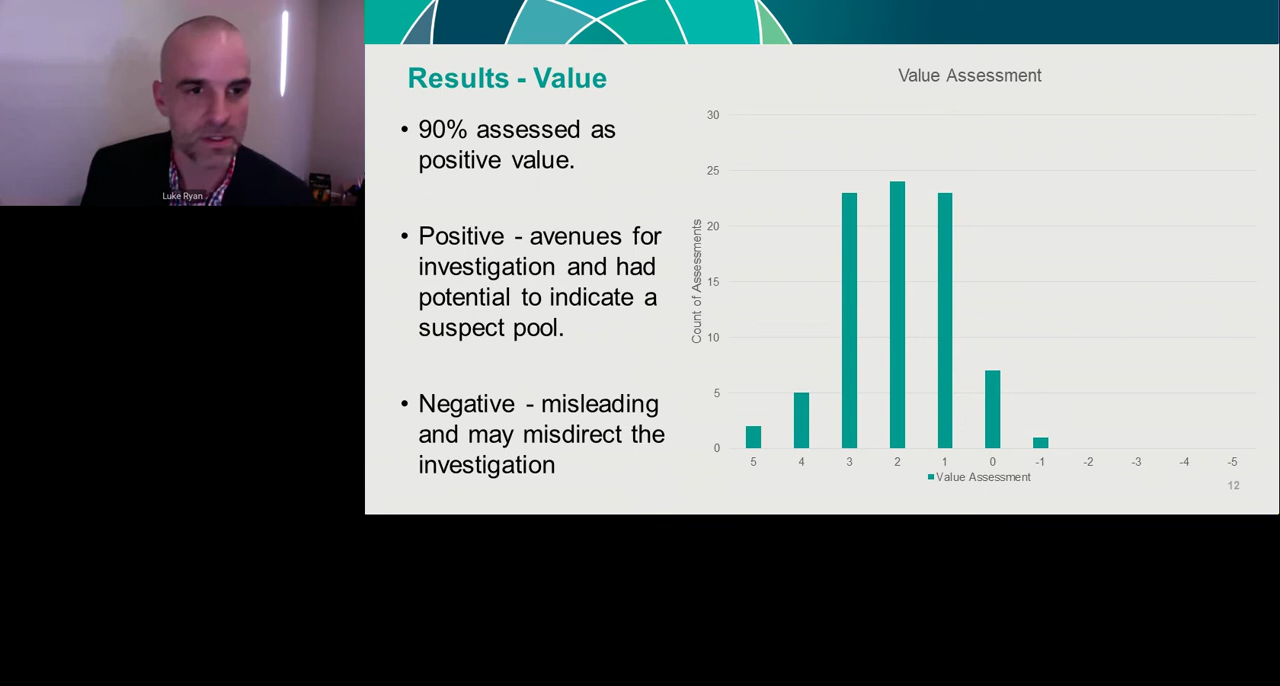 Luke Ryan
Results - Value
• 90% assessed as
positive value.
• Positive - avenues for
investigation and had
potential to indicate a
suspect pool.
• Negative - misleading
and may misdirect the
investigation
Value Assessment
Count of Assessments
30
25
20
15
10
5
0
5 4 3 2 1 0 -1 -2 -3 -4 -5
Value Assessment
12